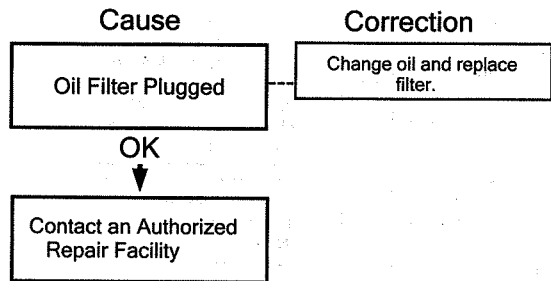 Cause
Correction
Oil Filter Plugged
Change oil and replace
filter.
OK
Contact an Authorized
Repair Facility